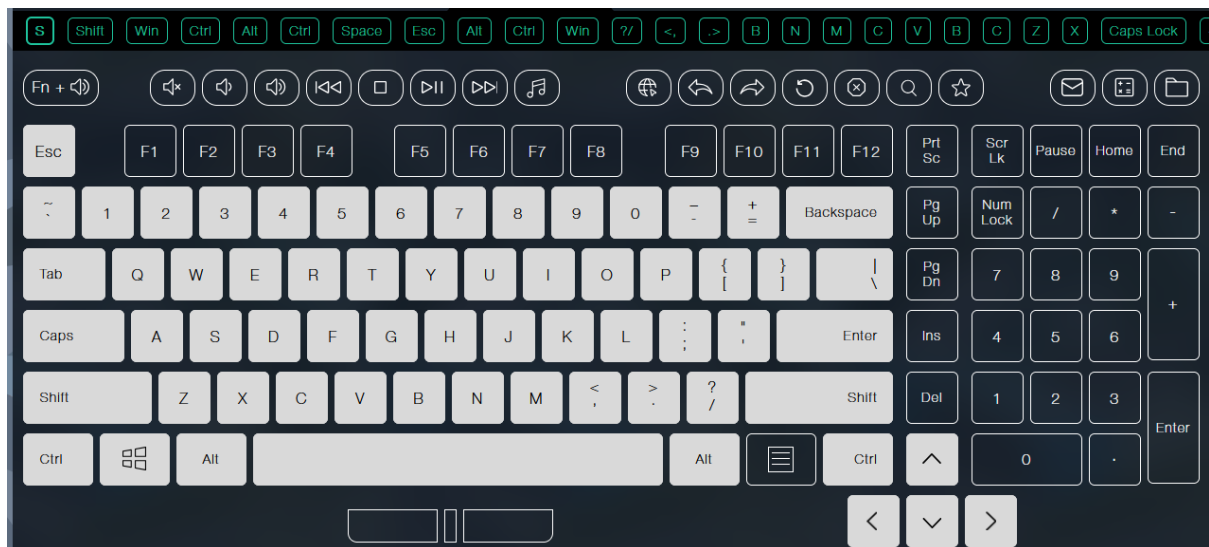 S Shift Win Ctrl Alt Ctrl Space Esc Alt Ctrl Win ?/ <, .> B N M C V B C Z X Caps Lock
Fn +
Esc F1 F2 F3 F4 F5 F6 F7 F8 F9 F10 F11 F12 Prt Sc Scr Lk Pause Home End
~ ` 1 2 3 4 5 6 7 8 9 0 _ - + = Backspace Pg Up Num Lock / * -
Tab Q W E R T Y U I O P { [ } ] | \ Pg Dn 7 8 9 +
Caps A S D F G H J K L : ; " ' Enter Ins 4 5 6
Shift Z X C V B N M < , > . ? / Shift Del 1 2 3 Enter
Ctrl Alt Alt Ctrl 0 .